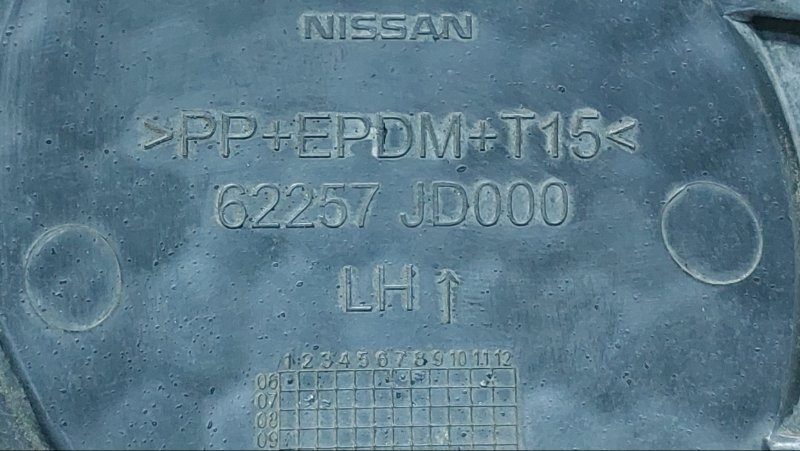 NISSAN
>PP+EPDM+T15<
62257 JD000
LH↑
1 2 3 4 5 6 7 8 9 10 11 12
06
07
08
09